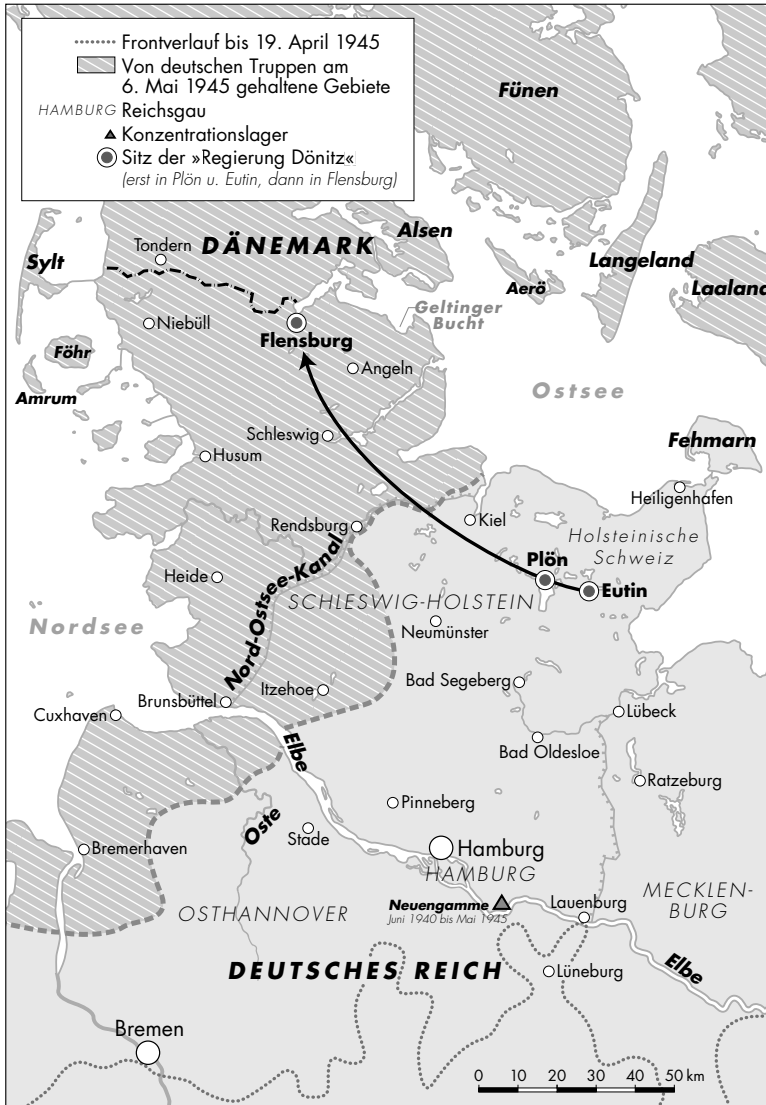 Frontverlauf bis 19. April 1945
Von deutschen Truppen am
6. Mai 1945 gehaltene Gebiete
HAMBURG Reichsgau
Konzentrationslager
Sitz der »Regierung Dönitz«
(erst in Plön u. Eutin, dann in Flensburg)
Fünen
DÄNEMARK
Alsen
Tondern
Sylt
Langeland
Laaland
Aerö
Geltinger
Bucht
Niebüll
Flensburg
Föhr
Angeln
Amrum
Ostsee
Schleswig
Husum
Fehmarn
Heiligenhafen
Rendsburg
Kiel
Holsteinische
Schweiz
Plön
Heide
Eutin
SCHLESWIG-HOLSTEIN
Nord-Ostsee-Kanal
Nordsee
Neumünster
Itzehoe
Bad Segeberg
Brunsbüttel
Cuxhaven
Lübeck
Elbe
Bad Oldesloe
Ratzeburg
Pinneberg
Oste
Stade
Bremerhaven
Hamburg
HAMBURG
MECKLEN-
BURG
Neuengamme
Juni 1940 bis Mai 1945
Lauenburg
OSTHANNOVER
DEUTSCHES REICH
Lüneburg
Elbe
Bremen
0 10 20 30 40 50 km